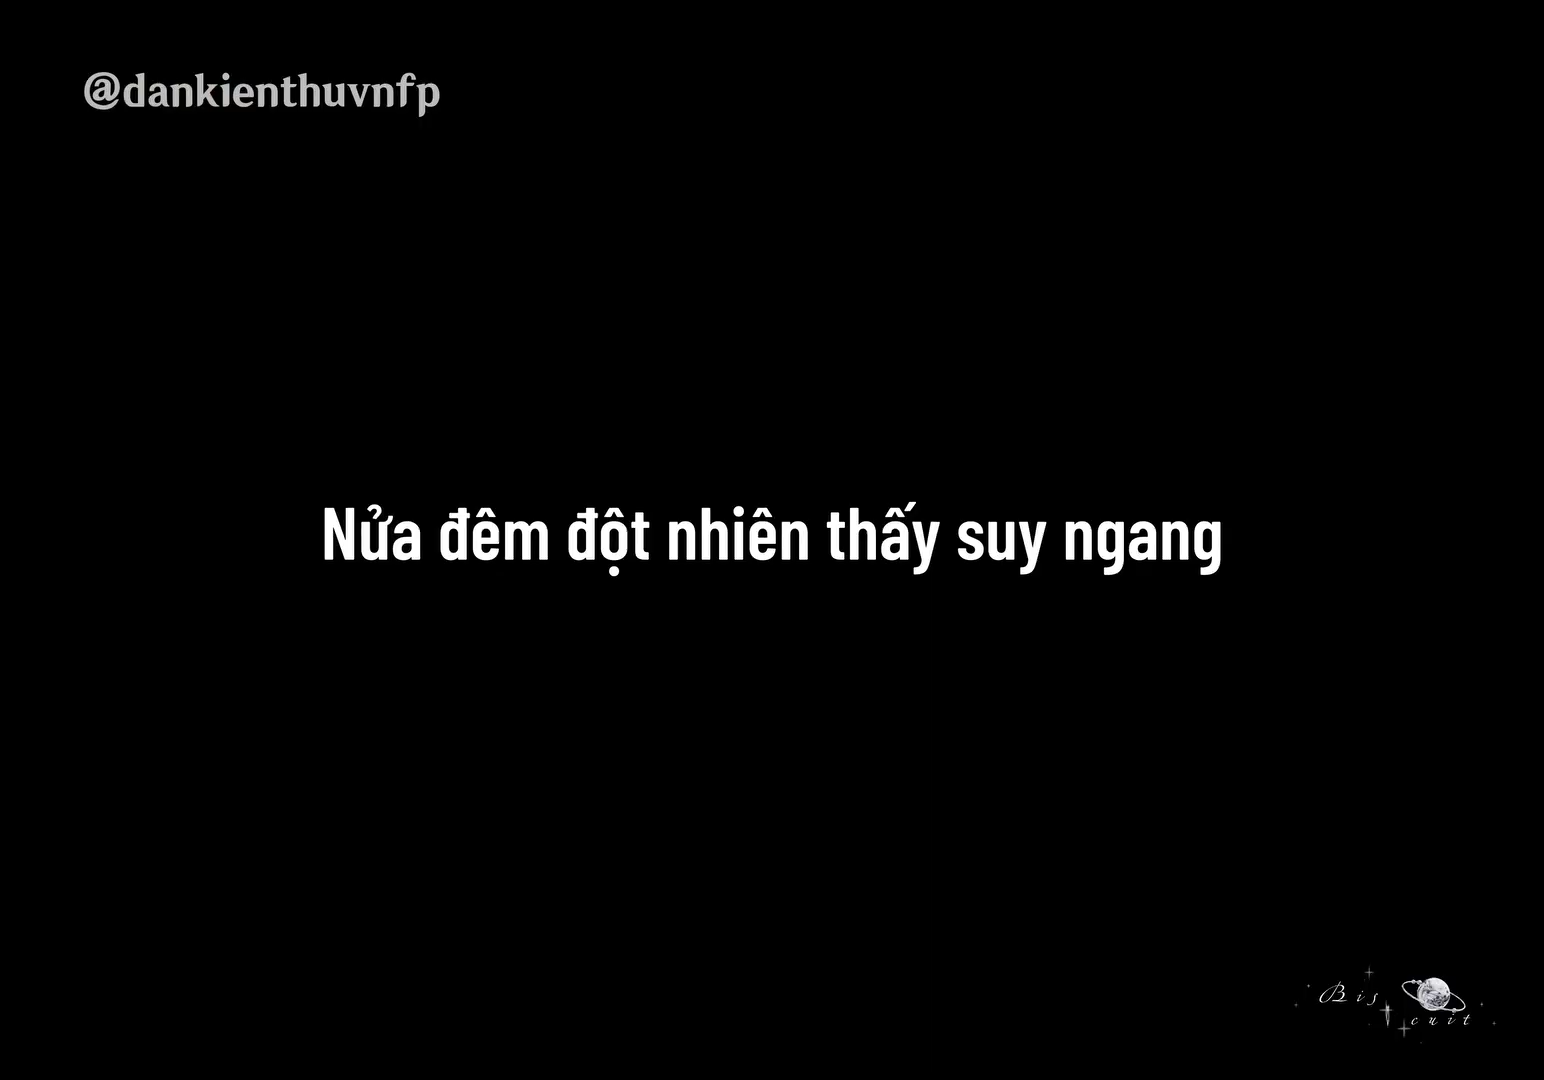 @dankienthuvnfp
Nửa đêm đột nhiên thấy suy ngang
Bis
cuit